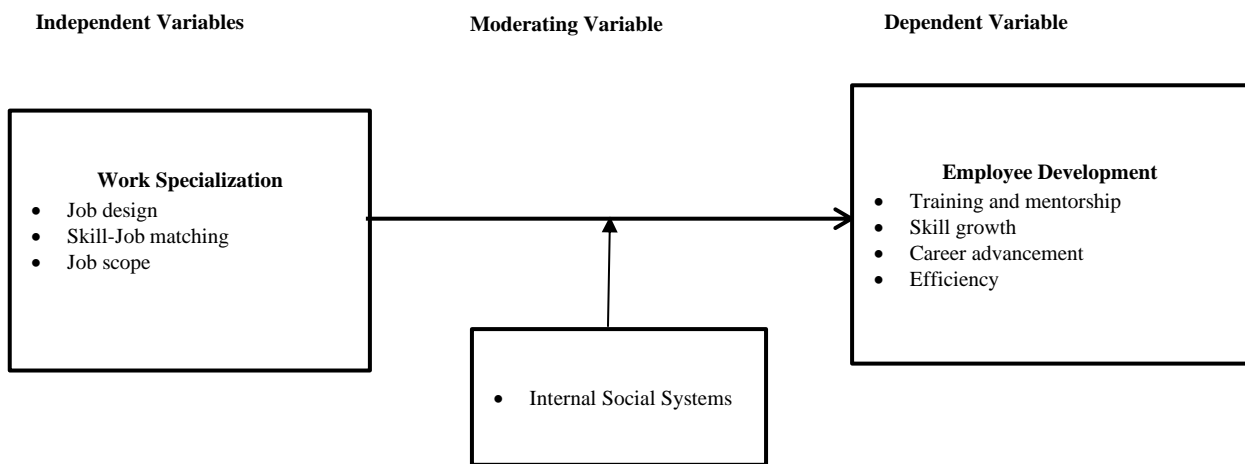 Independent Variables
Moderating Variable
Dependent Variable
Work Specialization
• Job design
• Skill-Job matching
• Job scope
• Internal Social Systems
Employee Development
• Training and mentorship
• Skill growth
• Career advancement
• Efficiency